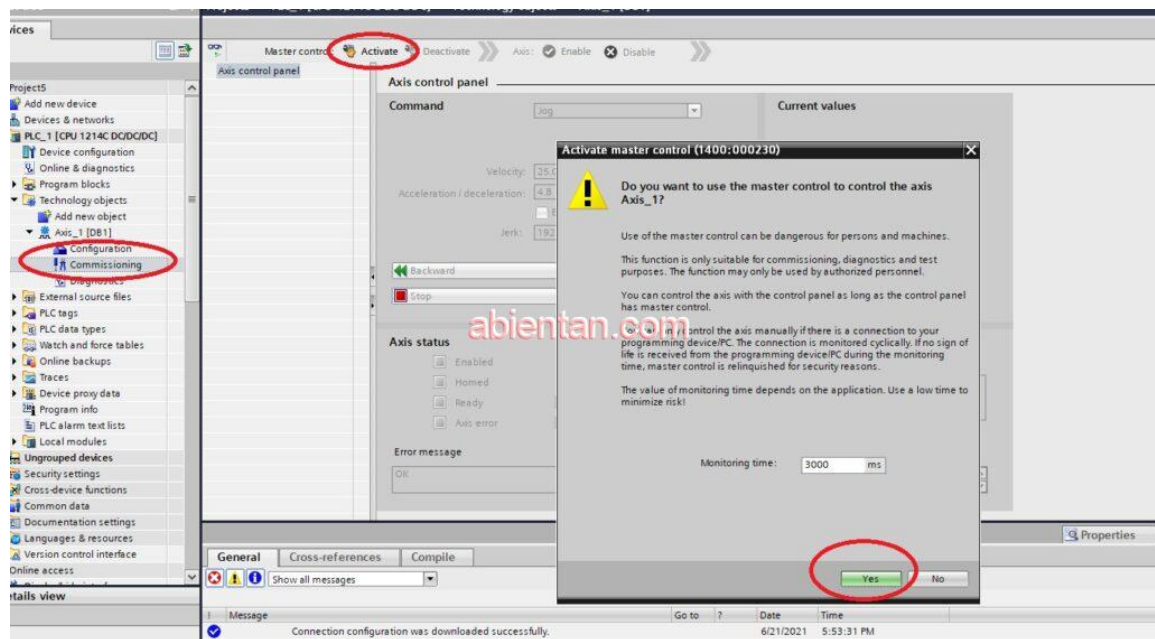 vices
Project5
Add new device
Devices & networks
PLC_1 [CPU 1214C DC/DC/DC]
Device configuration
Online & diagnostics
Program blocks
Technology objects
Add new object
Axis_1 [DB1]
Configuration
Commissioning
Diagnostics
External source files
PLC tags
PLC data types
Watch and force tables
Online backups
Traces
Device proxy data
Program info
PLC alarm text lists
Local modules
Ungrouped devices
Security settings
Cross-device functions
Common data
Documentation settings
Languages & resources
Version control interface
Online access
etails view
Master control: Activate Deactivate Axis: Enable Disable
Axis control panel
Axis control panel
Command
Jog
Current values
Velocity: 25.0
Acceleration / deceleration: 4.8
Jerk: 192
Backward
Stop
Axis status
Enabled
Homed
Ready
Axis error
Error message
OK
Activate master control (1400:000230)
X
Do you want to use the master control to control the axis
Axis_1?
Use of the master control can be dangerous for persons and machines.
This function is only suitable for commissioning, diagnostics and test
purposes. The function may only be used by authorized personnel.
You can control the axis with the control panel as long as the control panel
has master control.
control the axis manually if there is a connection to your
programming device/PC. The connection is monitored cyclically. If no sign of
life is received from the programming device/PC during the monitoring
time, master control is relinquished for security reasons.
The value of monitoring time depends on the application. Use a low time to
minimize risk!
Monitoring time: 3000 ms
Yes No
abientan.com
Properties
General Cross-references Compile
Show all messages
! Message Go to ? Date Time
Connection configuration was downloaded successfully. 6/21/2021 5:53:31 PM